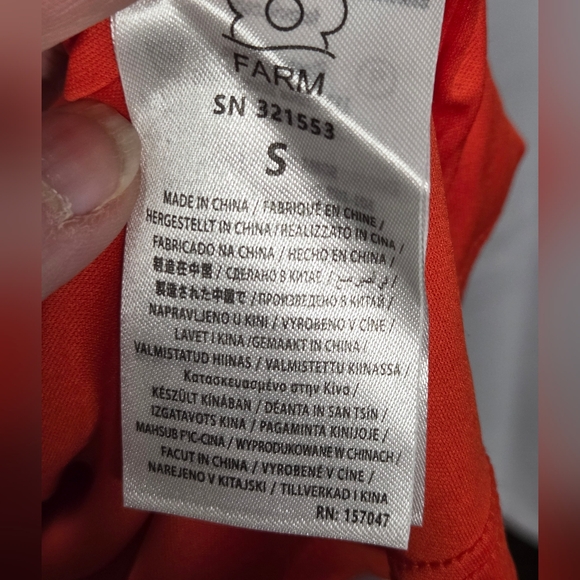 FARM
SN 321553
S
MADE IN CHINA / FABRIQUÉ EN CHINE /
HERGESTELLT IN CHINA / REALIZZATO IN CINA /
FABRICADO NA CHINA / HECHO EN CHINA /
製造在中國 / СДЕЛАНО В КИТАЕ /
製造された中國で / ПРОИЗВЕДЕНО В КИТАЙ /
NAPRAVLJENO U KINI / VYROBENO V CÍNE /
LAVET I KINA /GEMAAKT IN CHINA /
VALMISTATUD HIINAS / VALMISTETTU KIINASSA /
Κατασκευασμένο στην Κίνα /
KÉSZÜLT KÍNÁBAN / DÉANTA IN SAN TSÍN /
IZGATAVOTS KINA / PAGAMINTA KINIJOJE /
MAHSUB F'IC-CINA / WYPRODUKOWANE W CHINACH /
FACUT IN CHINA / VYROBENÉ V CÍNE /
NAREJENO V KITAJSKI / TILLVERKAD I KINA
RN: 157047